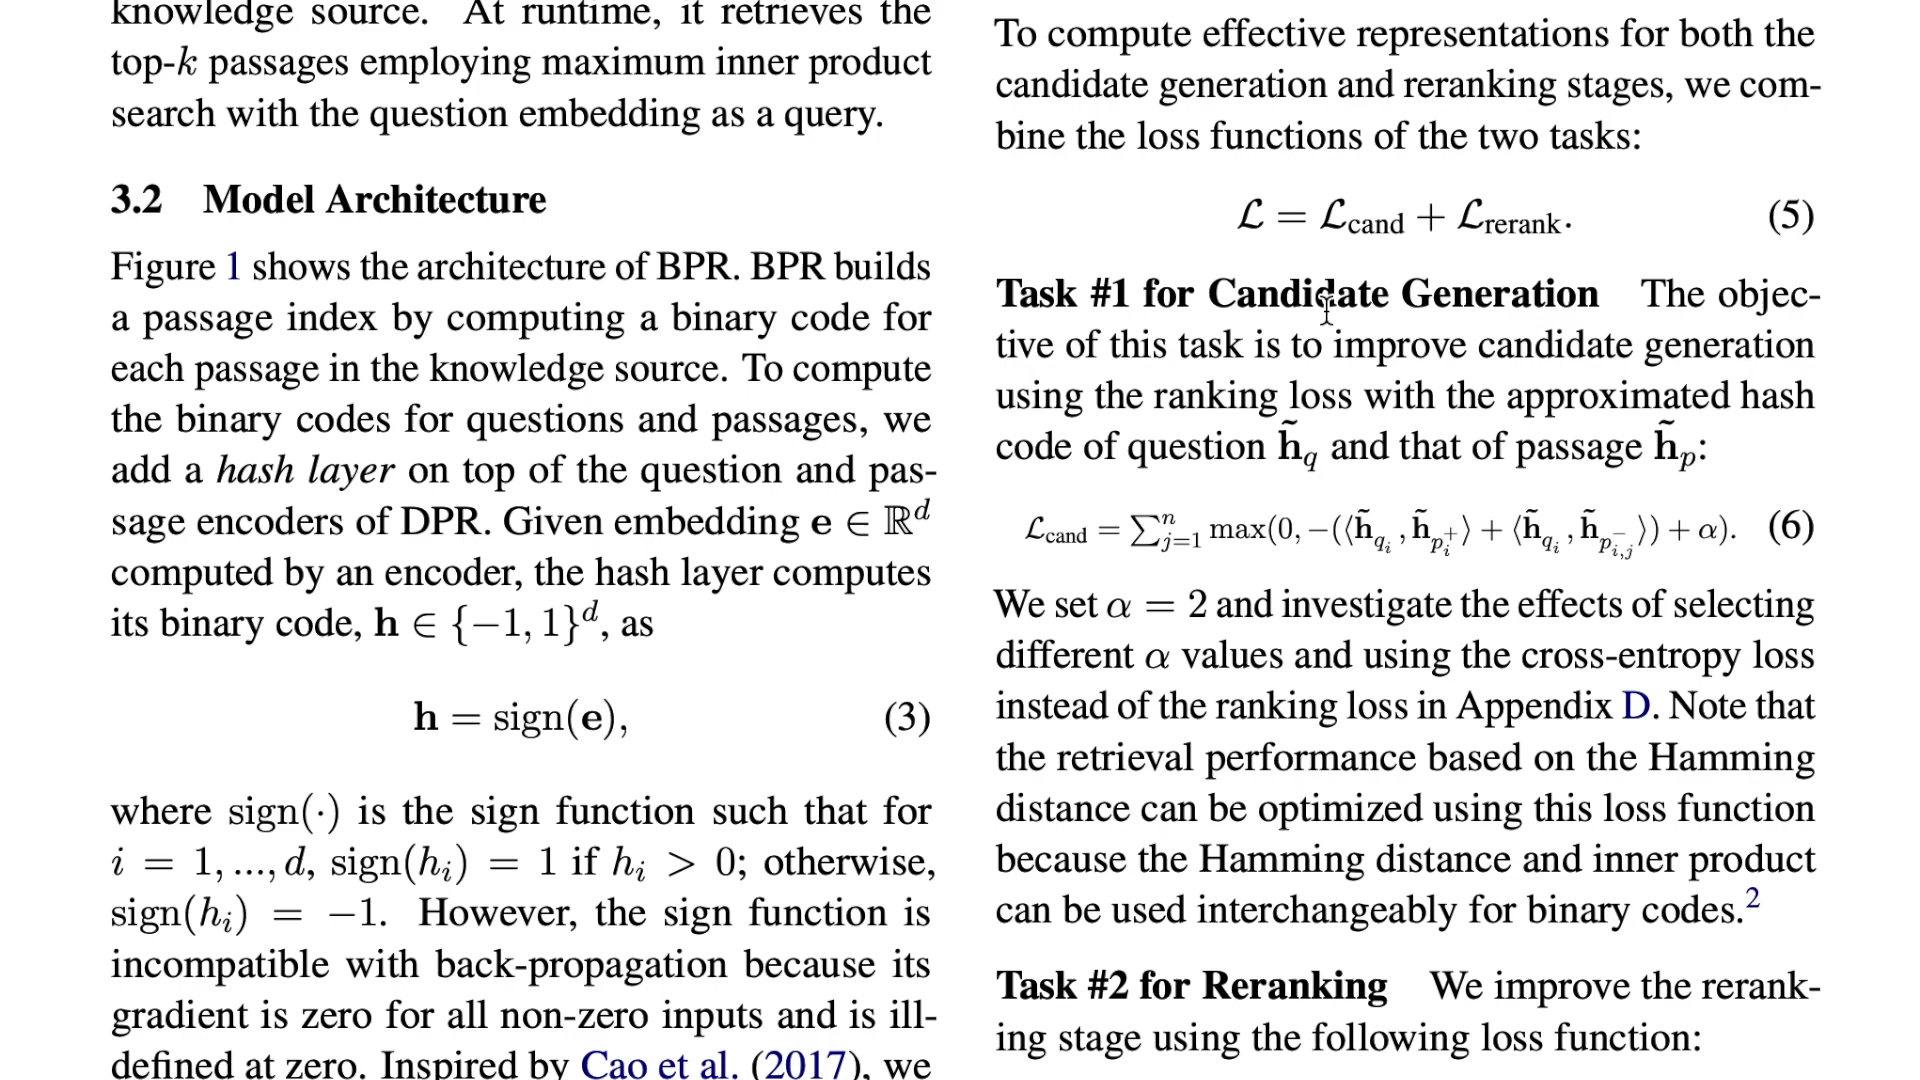 knowledge source. At runtime, it retrieves the
top-k passages employing maximum inner product
search with the question embedding as a query.
3.2 Model Architecture
Figure 1 shows the architecture of BPR. BPR builds
a passage index by computing a binary code for
each passage in the knowledge source. To compute
the binary codes for questions and passages, we
add a hash layer on top of the question and pas-
sage encoders of DPR. Given embedding e ∈ ℝ^d
computed by an encoder, the hash layer computes
its binary code, h ∈ {−1, 1}^d, as
h = sign(e), (3)
where sign(·) is the sign function such that for
i = 1, ..., d, sign(h_i) = 1 if h_i > 0; otherwise,
sign(h_i) = −1. However, the sign function is
incompatible with back-propagation because its
gradient is zero for all non-zero inputs and is ill-
defined at zero. Inspired by Cao et al. (2017), we
To compute effective representations for both the
candidate generation and reranking stages, we com-
bine the loss functions of the two tasks:
ℒ = ℒ_cand + ℒ_rerank. (5)
Task #1 for Candidate Generation The objec-
tive of this task is to improve candidate generation
using the ranking loss with the approximated hash
code of question h̃_q and that of passage h̃_p:
ℒ_cand = ∑_{j=1}^n max(0, −(⟨h̃_{q_i}, h̃_{p_i^+}⟩ + ⟨h̃_{q_i}, h̃_{p_{i,j}^−}⟩) + α). (6)
We set α = 2 and investigate the effects of selecting
different α values and using the cross-entropy loss
instead of the ranking loss in Appendix D. Note that
the retrieval performance based on the Hamming
distance can be optimized using this loss function
because the Hamming distance and inner product
can be used interchangeably for binary codes.²
Task #2 for Reranking We improve the rerank-
ing stage using the following loss function: